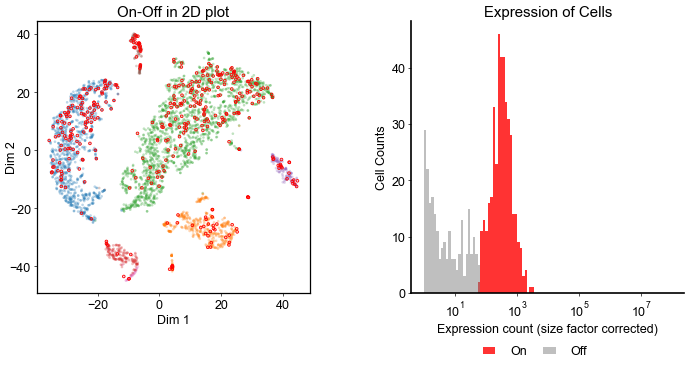 On-Off in 2D plot
40
20
0
−20
−40
Dim 2
−20
0
20
40
Dim 1
Expression of Cells
40
30
20
10
0
Cell Counts
10^1
10^3
10^5
10^7
Expression count (size factor corrected)
On
Off